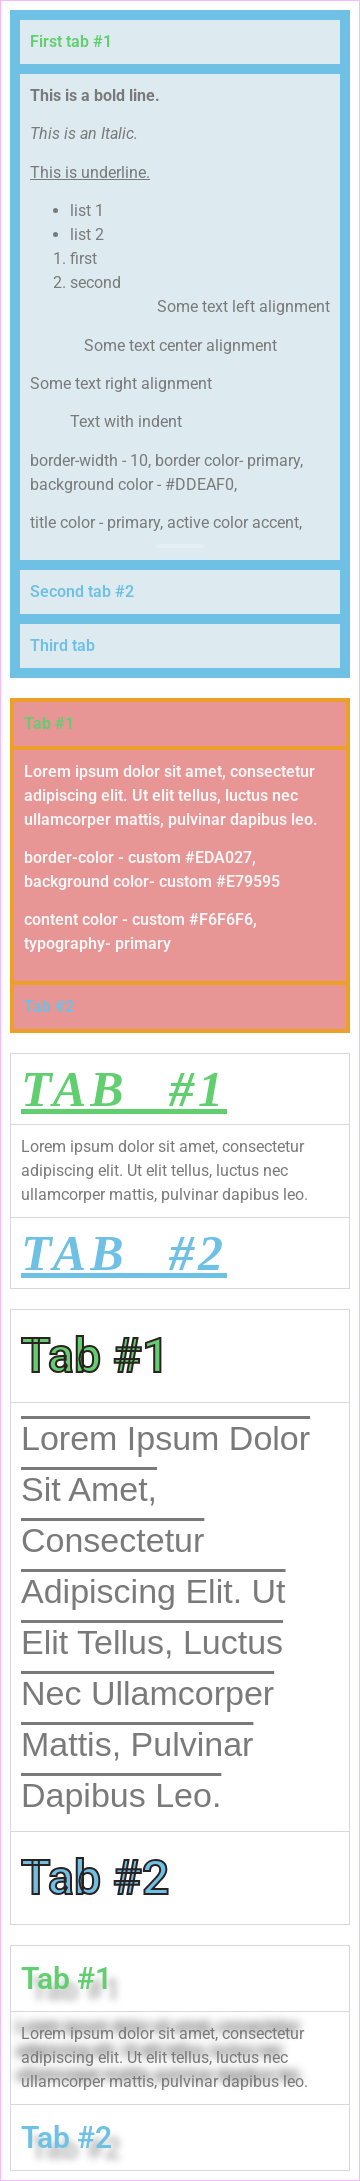 First tab #1
This is a bold line.
This is an Italic.
This is underline.
• list 1
• list 2
1. first
2. second
Some text left alignment
Some text center alignment
Some text right alignment
Text with indent
border-width - 10, border color- primary,
background color - #DDEAF0,
title color - primary, active color accent,
Second tab #2
Third tab
Tab #1
Lorem ipsum dolor sit amet, consectetur
adipiscing elit. Ut elit tellus, luctus nec
ullamcorper mattis, pulvinar dapibus leo.
border-color - custom #EDA027,
background color- custom #E79595
content color - custom #F6F6F6,
typography- primary
Tab #2
TAB #1
Lorem ipsum dolor sit amet, consectetur
adipiscing elit. Ut elit tellus, luctus nec
ullamcorper mattis, pulvinar dapibus leo.
TAB #2
Tab #1
Lorem Ipsum Dolor
Sit Amet,
Consectetur
Adipiscing Elit. Ut
Elit Tellus, Luctus
Nec Ullamcorper
Mattis, Pulvinar
Dapibus Leo.
Tab #2
Tab #1
Lorem ipsum dolor sit amet, consectetur
adipiscing elit. Ut elit tellus, luctus nec
ullamcorper mattis, pulvinar dapibus leo.
Tab #2